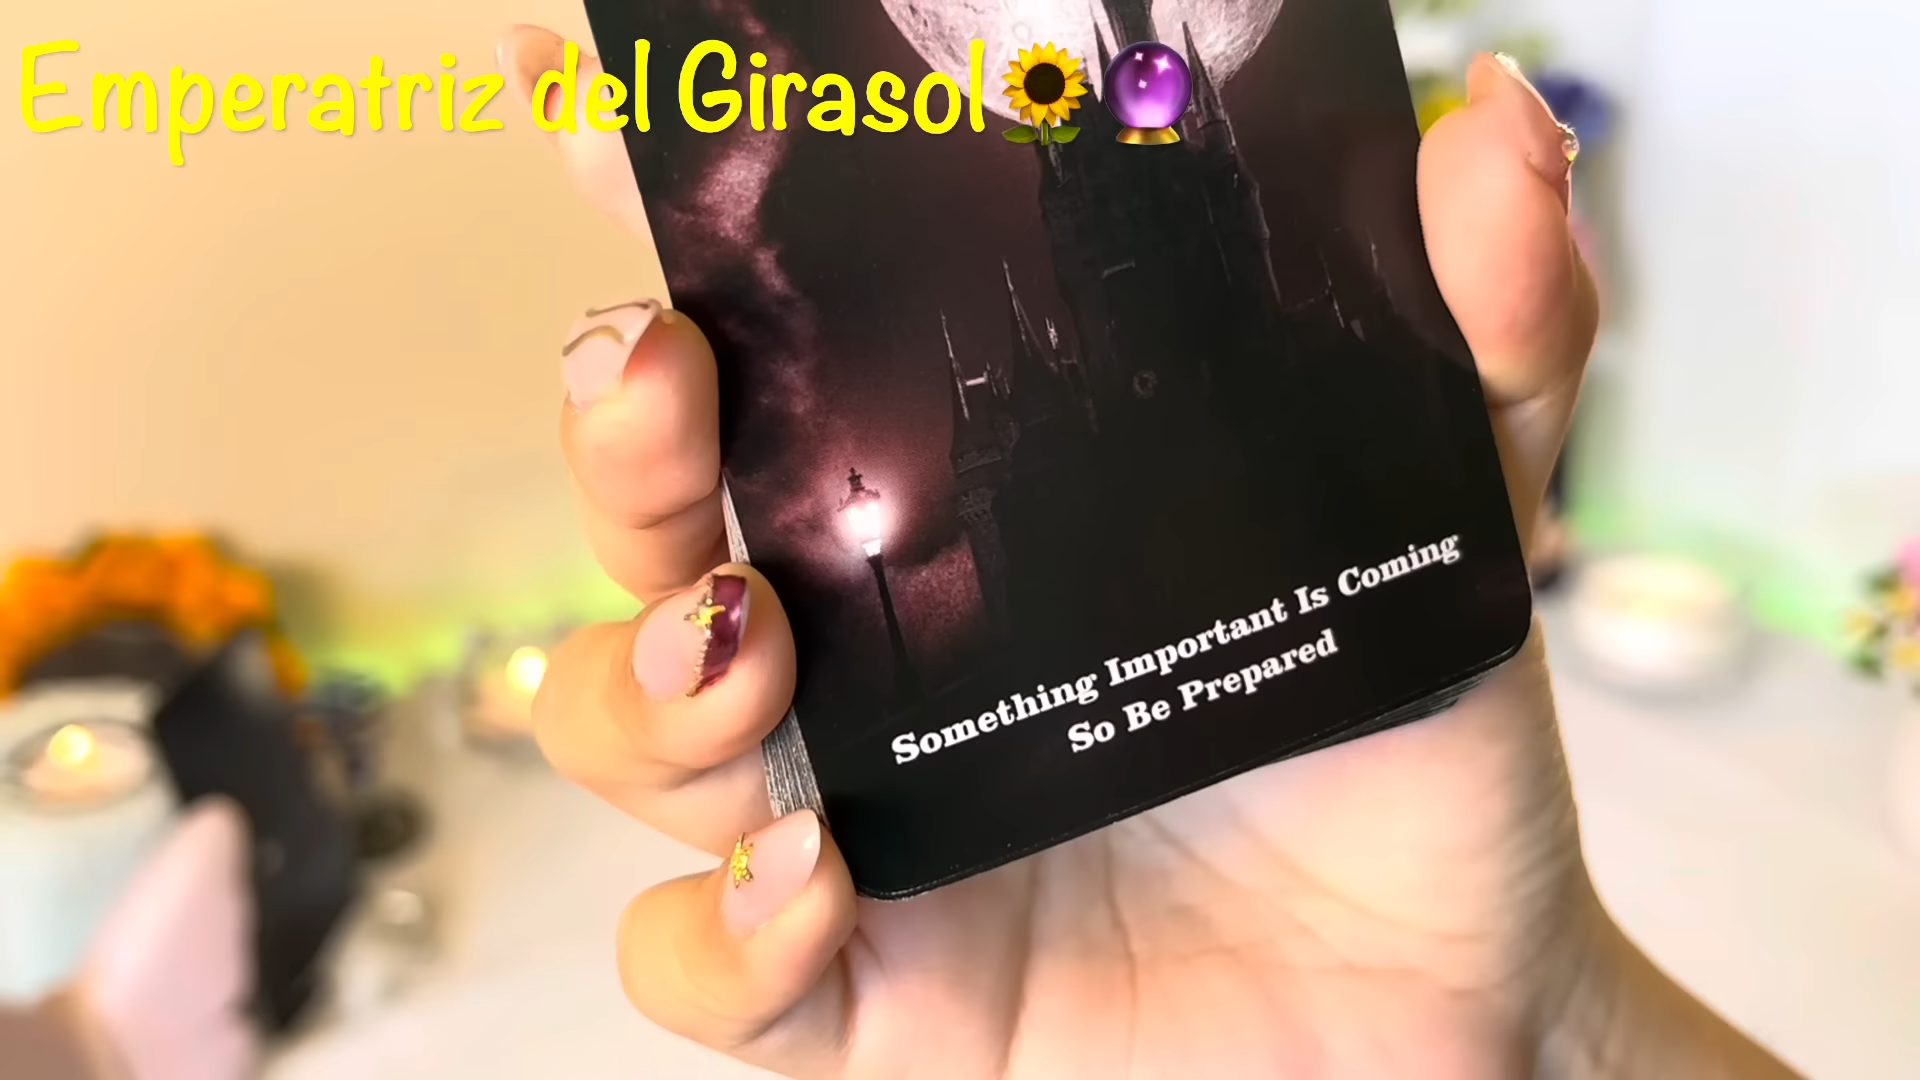 Emperatriz del Girasol🌻🔮
Something Important Is Coming
So Be Prepared